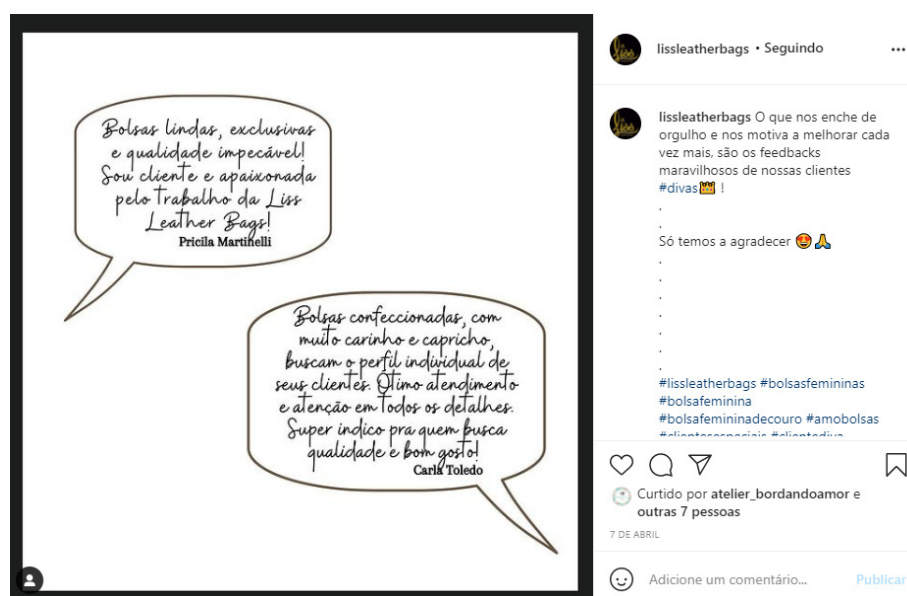 Bolsas lindas, exclusivas
e qualidade impecável!
Sou cliente e apaixonada
pelo trabalho da Liss
Leather Bags!
Pricila Martinelli
Bolsas confeccionadas, com
muito carinho e capricho,
buscam o perfil individual de
seus clientes. Ótimo atendimento
e atenção em todos os detalhes.
Super indico pra quem busca
qualidade e bom gosto!
Carla Toledo
liss
lissleatherbags • Seguindo
liss
lissleatherbags O que nos enche de
orgulho e nos motiva a melhorar cada
vez mais, são os feedbacks
maravilhosos de nossas clientes
#divas👑 !
.
.
Só temos a agradecer 😍🙏
.
.
.
.
.
.
#lissleatherbags #bolsasfemininas
#bolsafeminina
#bolsafemininadecouro #amobolsas
#clientesespeciais #clientediva
Curtido por atelier_bordandoamor e
outras 7 pessoas
7 DE ABRIL
Adicione um comentário... Publicar